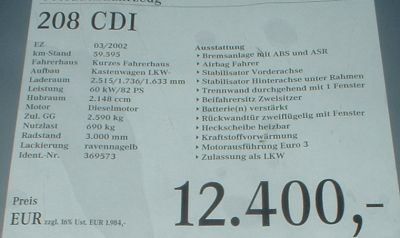 208 CDI
EZ 03/2002
km-Stand 59.395
Fahrerhaus Kurzes Fahrerhaus
Aufbau Kastenwagen LKW-
Laderaum 2.515/1.736/1.633 mm
Leistung 60 kW/82 PS
Hubraum 2.148 ccm
Motor Dieselmotor
Zul. GG 2.590 kg
Nutzlast 690 kg
Radstand 3.000 mm
Lackierung ravennagelb
Ident.-Nr. 369573
Ausstattung
Bremsanlage mit ABS und ASR
Airbag Fahrer
Stabilisator Vorderachse
Stabilisator Hinterachse unter Rahmen
Trennwand durchgehend mit 1 Fenster
Beifahrersitz Zweisitzer
Batterie(n) verstärkt
Rückwandtür zweiflügelig mit Fenster
Heckscheibe heizbar
Kraftstoffvorwärmung
Motorausführung Euro 3
Zulassung als LKW
Preis
EUR zzgl. 16% Ust. EUR 1.984,-
12.400,-